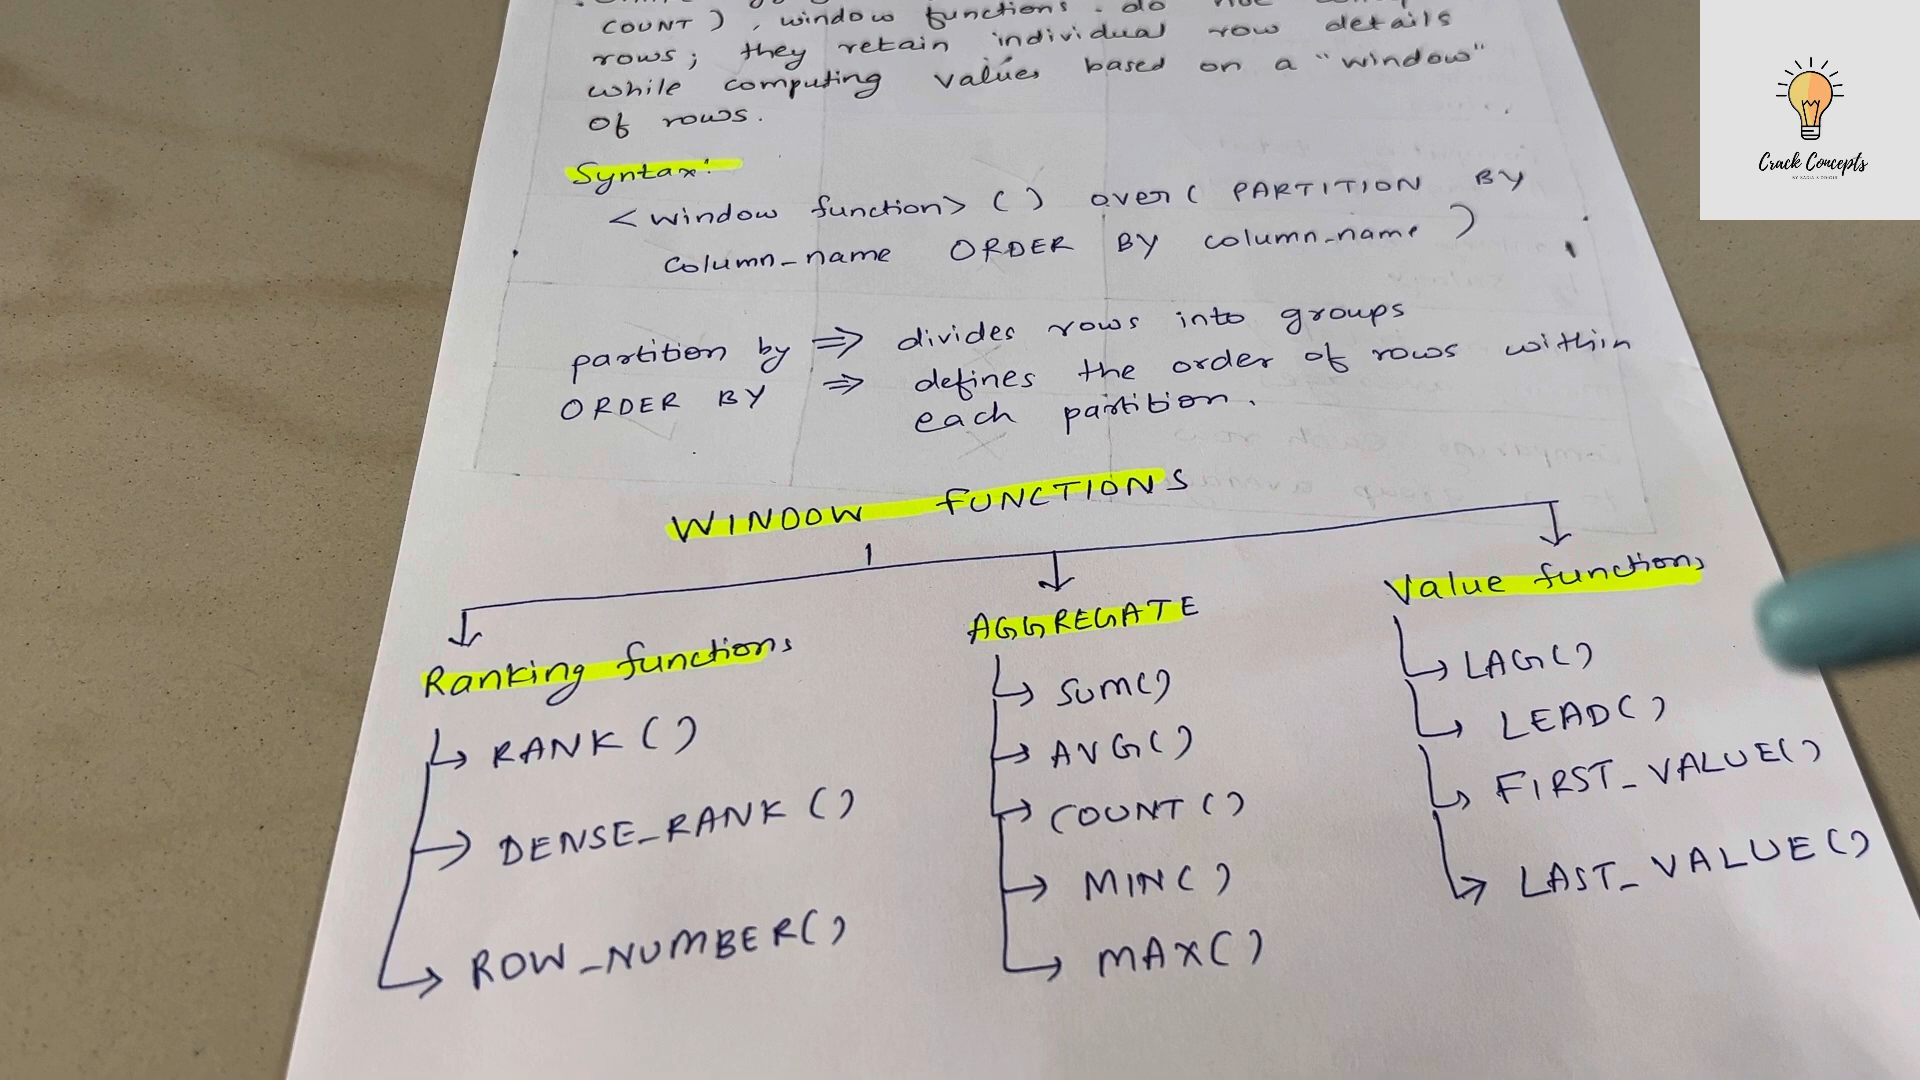 COUNT) , window functions do
rows; they retain individual row details
while computing values based on a "window"
of rows.
Syntax:
<window function> () over ( PARTITION BY
column_name ORDER BY column_name )
partition by ⇒ divides rows into groups
ORDER BY ⇒ defines the order of rows within
each partition.
WINDOW FUNCTIONS
Ranking functions
RANK ()
DENSE_RANK ()
ROW_NUMBER()
AGGREGATE
SUM()
AVG()
COUNT ()
MIN()
MAX()
Value functions
LAG()
LEAD()
FIRST_VALUE()
LAST_VALUE()
Crack Concepts